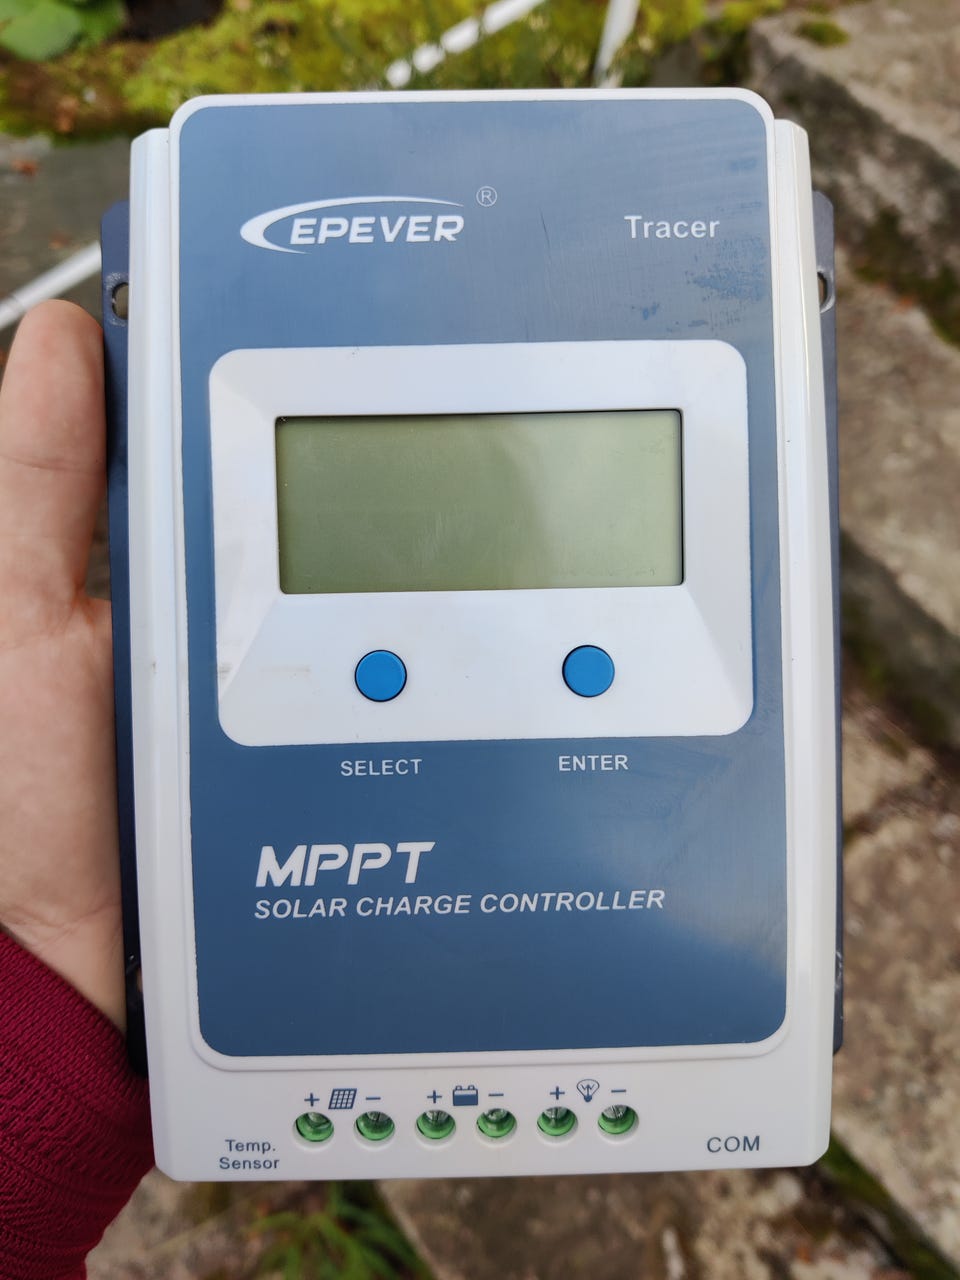 EPEVER ®
Tracer
SELECT
ENTER
MPPT
SOLAR CHARGE CONTROLLER
+ − + − + −
Temp.
Sensor
COM